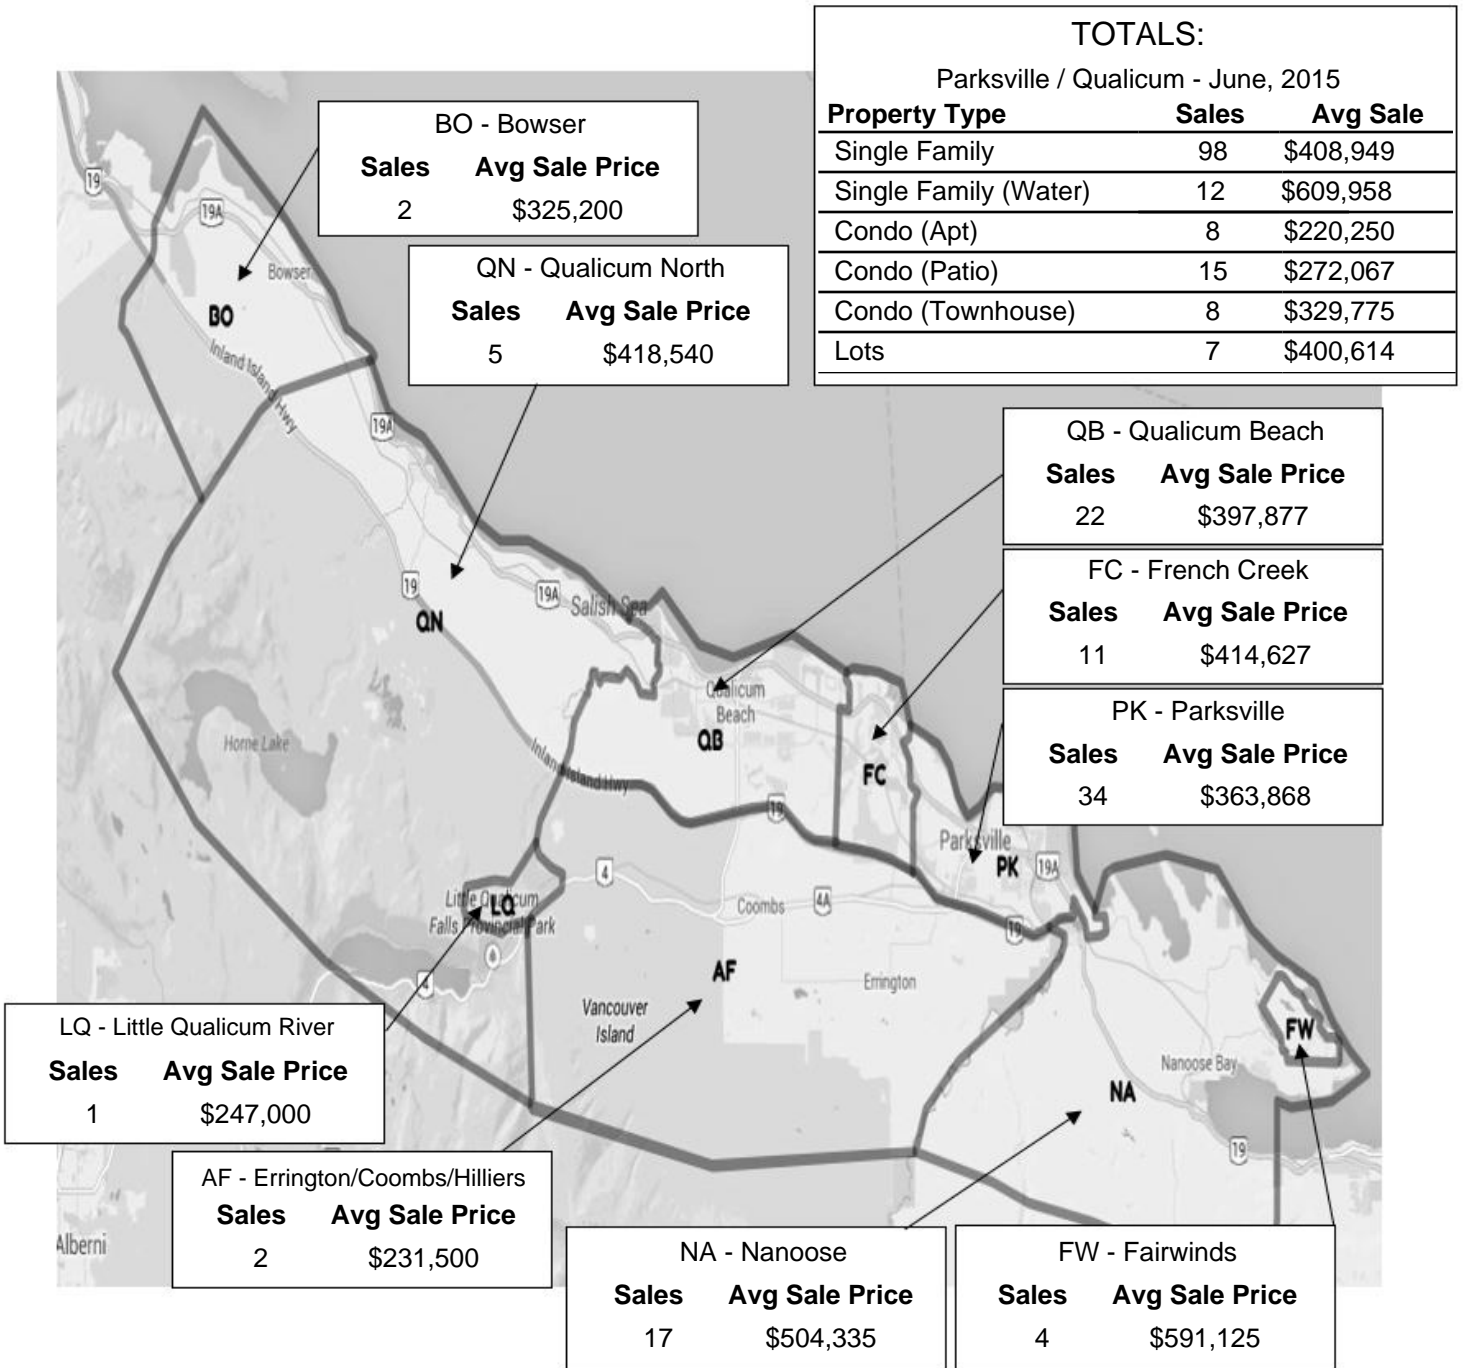 TOTALS:
Parksville / Qualicum - June, 2015
Property Type Sales Avg Sale
Single Family 98 $408,949
Single Family (Water) 12 $609,958
Condo (Apt) 8 $220,250
Condo (Patio) 15 $272,067
Condo (Townhouse) 8 $329,775
Lots 7 $400,614
BO - Bowser
Sales Avg Sale Price
2 $325,200
QN - Qualicum North
Sales Avg Sale Price
5 $418,540
QB - Qualicum Beach
Sales Avg Sale Price
22 $397,877
FC - French Creek
Sales Avg Sale Price
11 $414,627
PK - Parksville
Sales Avg Sale Price
34 $363,868
LQ - Little Qualicum River
Sales Avg Sale Price
1 $247,000
AF - Errington/Coombs/Hilliers
Sales Avg Sale Price
2 $231,500
NA - Nanoose
Sales Avg Sale Price
17 $504,335
FW - Fairwinds
Sales Avg Sale Price
4 $591,125
19
19A
Bowser
BO
Inland Island Hwy
19A
19
QN
19A
Salish Sea
Qualicum
Beach
QB
Horne Lake
Inland Island Hwy
FC
19
Parksville
PK
19A
4
Little Qualicum
Falls Provincial Park
LQ
Coombs
4A
19
4
AF
Errington
Vancouver
Island
FW
Nanoose Bay
NA
19
Alberni